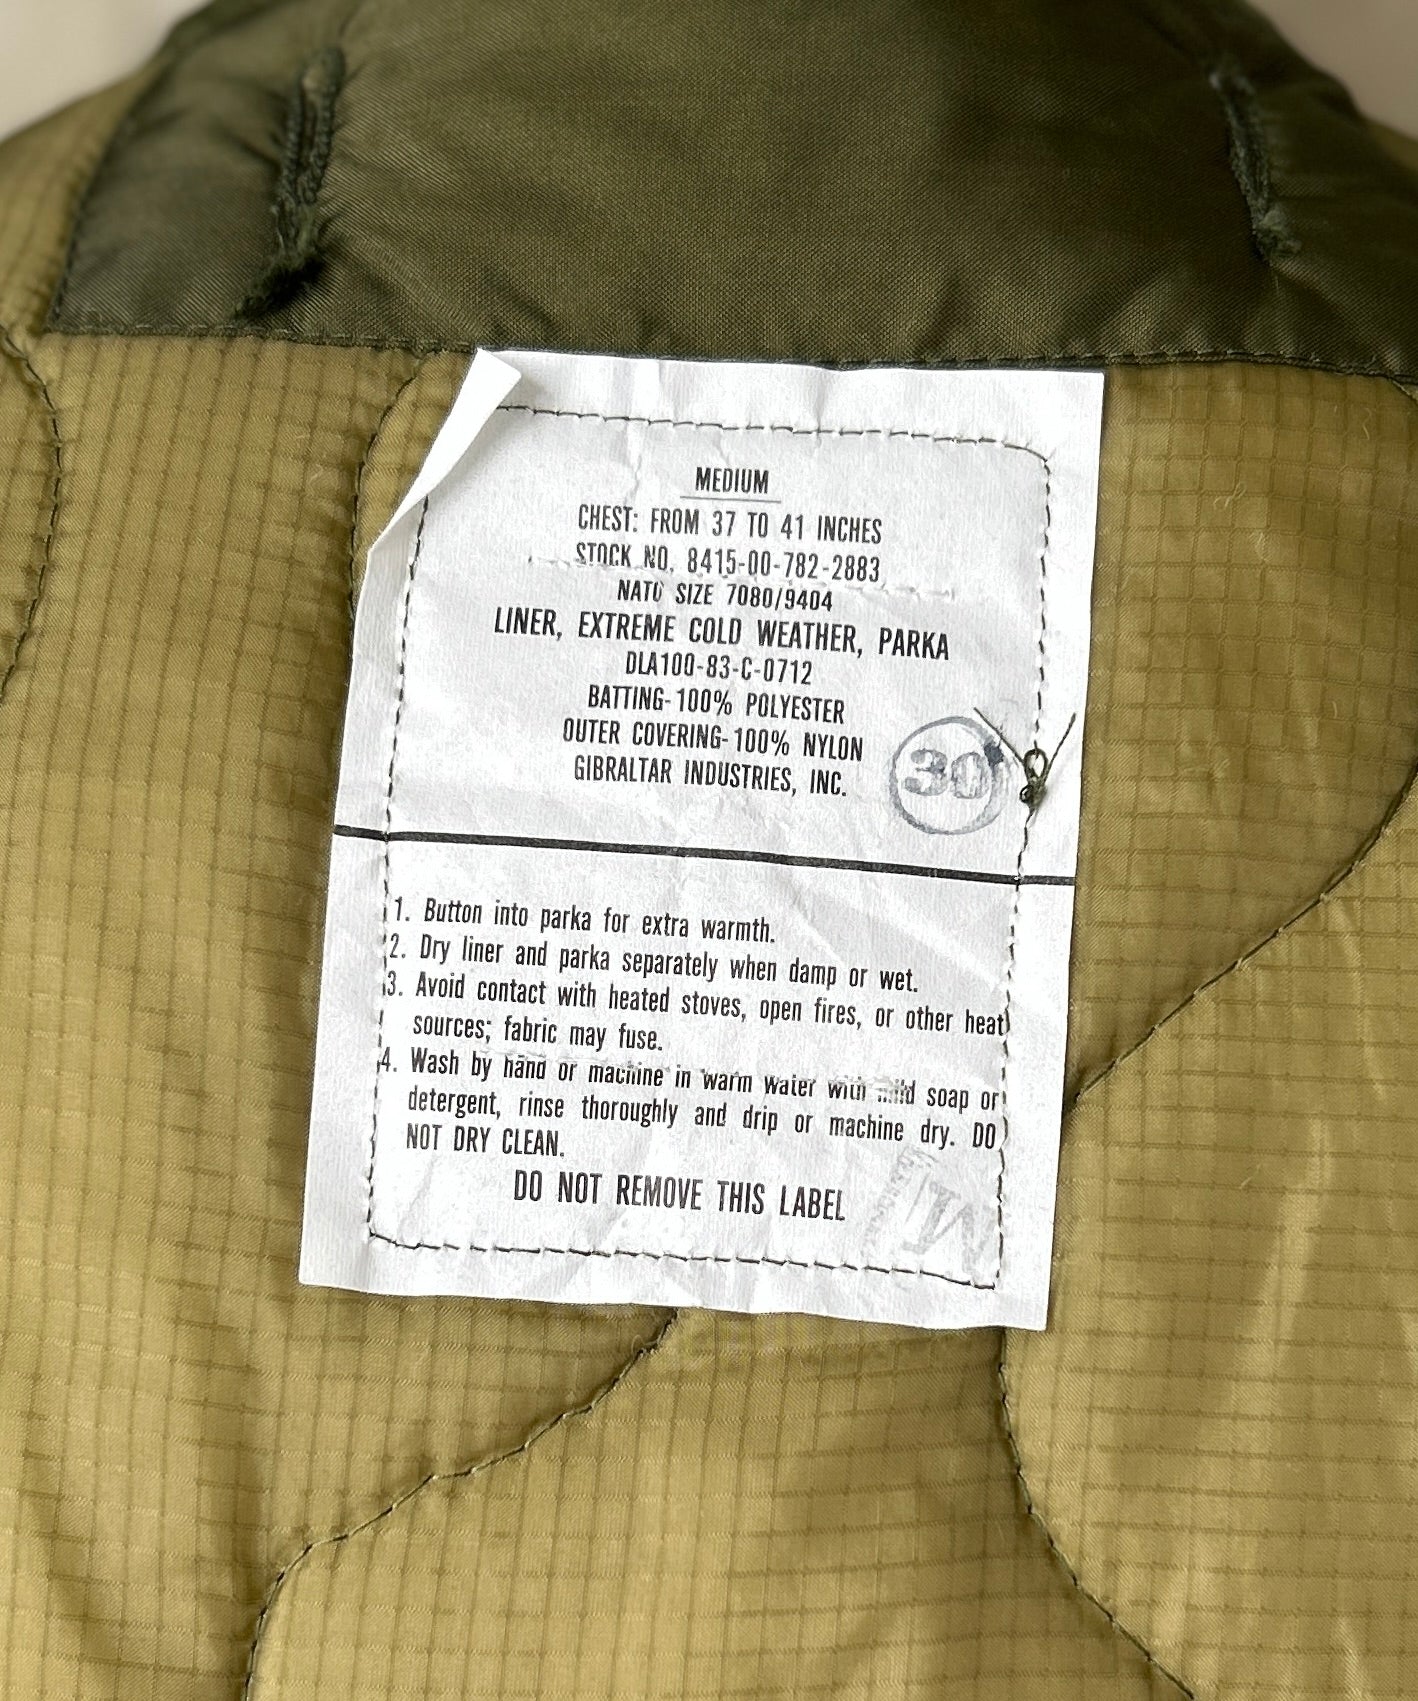 MEDIUM
CHEST: FROM 37 TO 41 INCHES
STOCK NO. 8415-00-782-2883
NATO SIZE 7080/9404
LINER, EXTREME COLD WEATHER, PARKA
DLA100-83-C-0712
BATTING-100% POLYESTER
OUTER COVERING-100% NYLON
GIBRALTAR INDUSTRIES, INC.
30
1. Button into parka for extra warmth.
2. Dry liner and parka separately when damp or wet.
3. Avoid contact with heated stoves, open fires, or other heat
sources; fabric may fuse.
4. Wash by hand or machine in warm water with mild soap or
detergent, rinse thoroughly and drip or machine dry. DO
NOT DRY CLEAN.
DO NOT REMOVE THIS LABEL